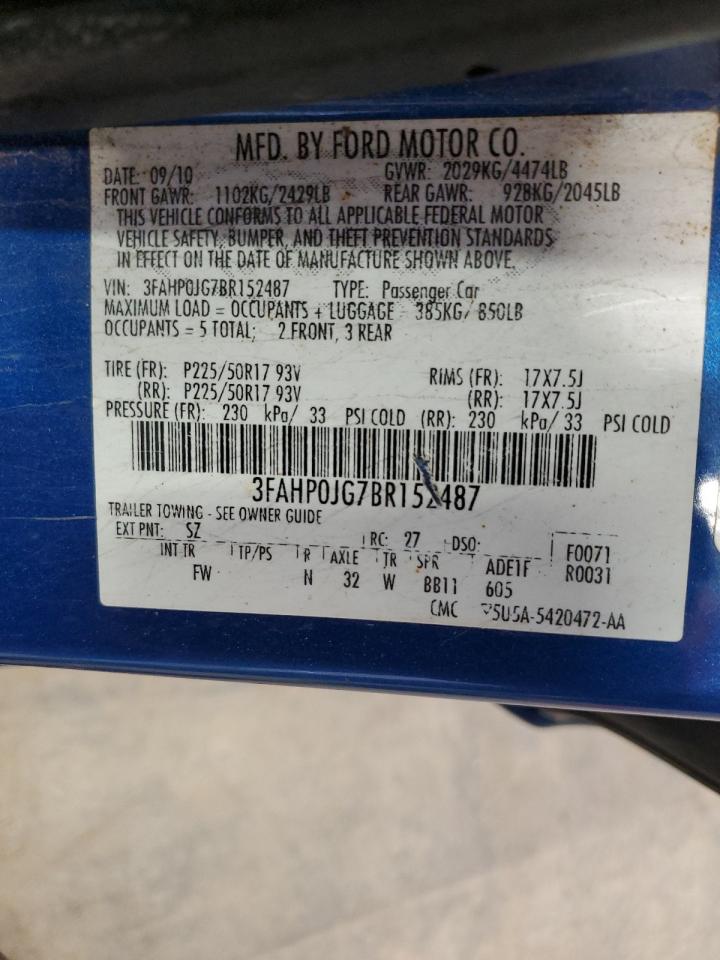 MFD. BY FORD MOTOR CO.
DATE: 09/10 GVWR: 2029KG/4474LB
FRONT GAWR: 1102KG/2429LB REAR GAWR: 928KG/2045LB
THIS VEHICLE CONFORMS TO ALL APPLICABLE FEDERAL MOTOR
VEHICLE SAFETY, BUMPER, AND THEFT PREVENTION STANDARDS
IN EFFECT ON THE DATE OF MANUFACTURE SHOWN ABOVE.
VIN: 3FAHP0JG7BR152487 TYPE: Passenger Car
MAXIMUM LOAD = OCCUPANTS + LUGGAGE = 385KG/ 850LB
OCCUPANTS = 5 TOTAL; 2 FRONT, 3 REAR
TIRE (FR): P225/50R17 93V RIMS (FR): 17X7.5J
(RR): P225/50R17 93V (RR): 17X7.5J
PRESSURE (FR): 230 kPa/ 33 PSI COLD (RR): 230 kPa/ 33 PSI COLD
3FAHP0JG7BR152487
TRAILER TOWING - SEE OWNER GUIDE
EXT PNT: SZ RC: 27 DSO: F0071
INT TR TP/PS R AXLE TR SPR ADE1F R0031
FW N 32 W BB11 605
CMC 5U5A-5420472-AA